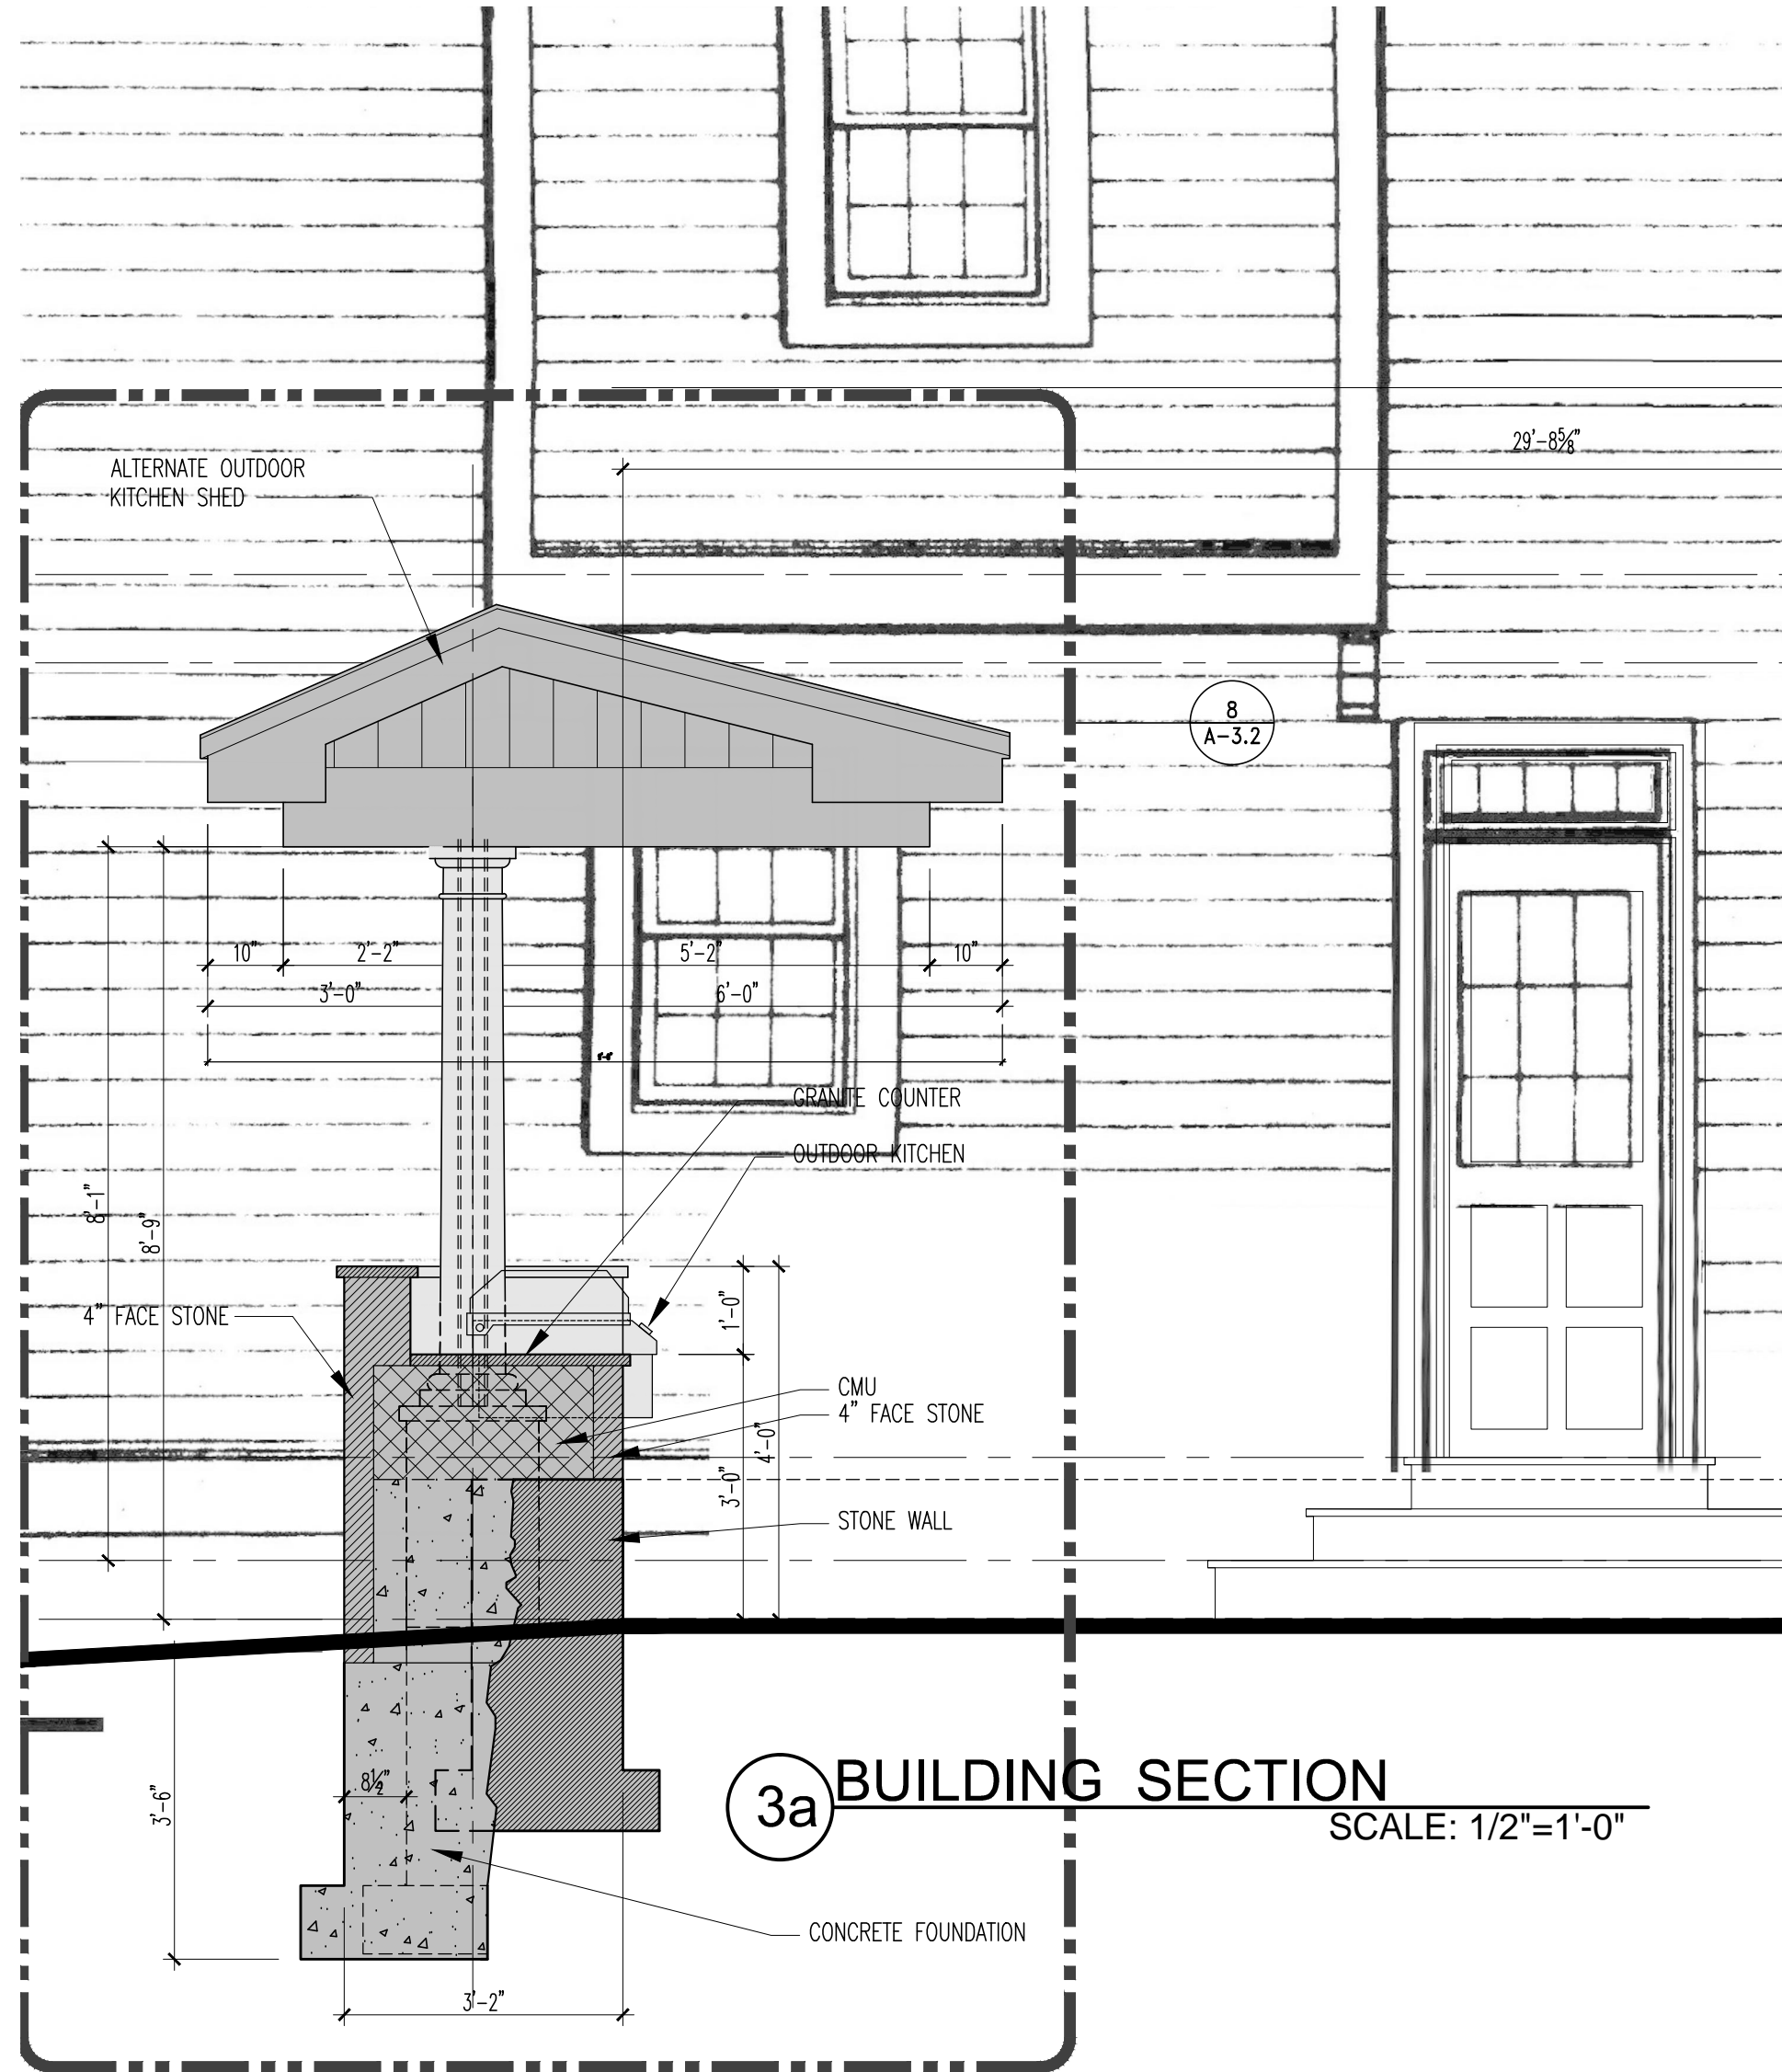 29'-8⅝"
ALTERNATE OUTDOOR
KITCHEN SHED
8
A-3.2
10"
2'-2"
5'-2"
10"
3'-0"
6'-0"
GRANITE COUNTER
OUTDOOR KITCHEN
8'-1"
8'-9"
4" FACE STONE
1'-0"
CMU
4" FACE STONE
4'-0"
3'-0"
STONE WALL
3a
BUILDING SECTION
SCALE: 1/2"=1'-0"
8½"
3'-6"
CONCRETE FOUNDATION
3'-2"